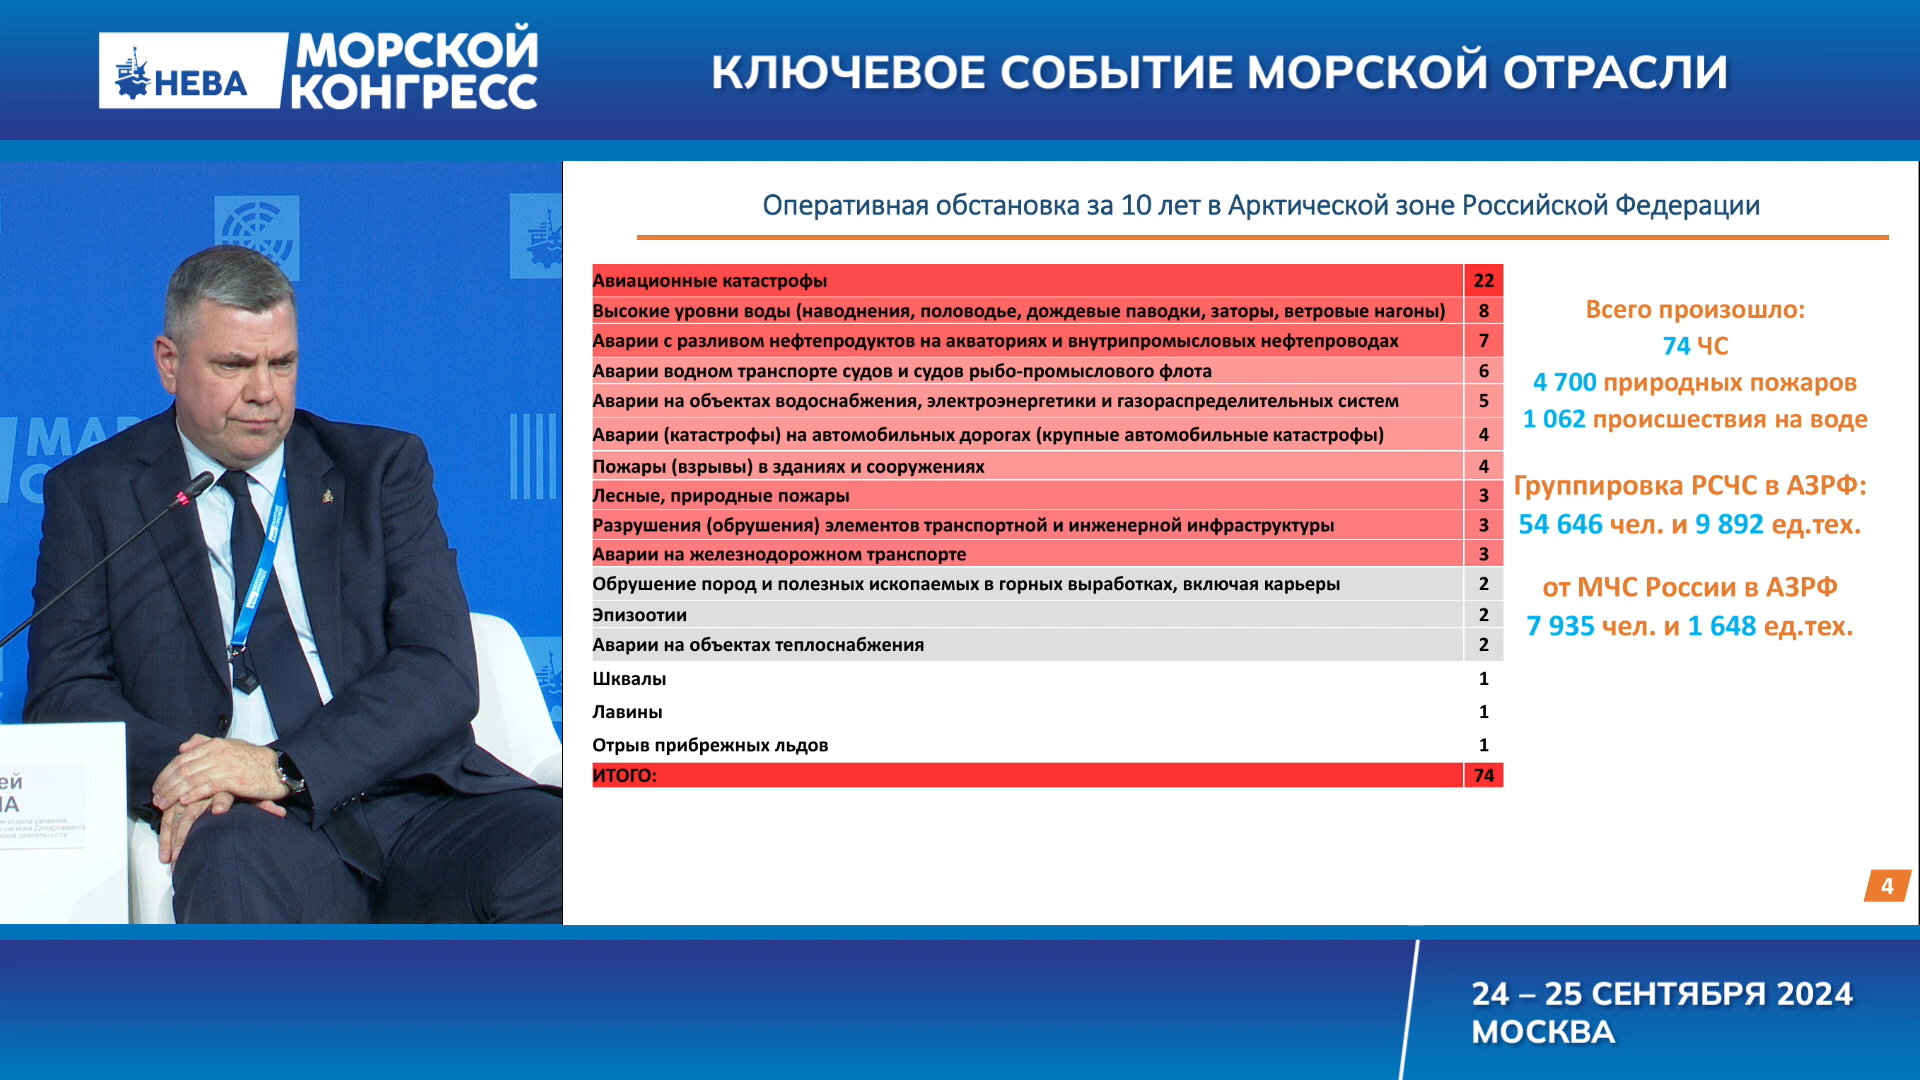 НЕВА
МОРСКОЙ
КОНГРЕСС
КЛЮЧЕВОЕ СОБЫТИЕ МОРСКОЙ ОТРАСЛИ
Оперативная обстановка за 10 лет в Арктической зоне Российской Федерации
Авиационные катастрофы 22
Высокие уровни воды (наводнения, половодье, дождевые паводки, заторы, ветровые нагоны) 8
Аварии с разливом нефтепродуктов на акваториях и внутрипромысловых нефтепроводах 7
Аварии водном транспорте судов и судов рыбо-промыслового флота 6
Аварии на объектах водоснабжения, электроэнергетики и газораспределительных систем 5
Аварии (катастрофы) на автомобильных дорогах (крупные автомобильные катастрофы) 4
Пожары (взрывы) в зданиях и сооружениях 4
Лесные, природные пожары 3
Разрушения (обрушения) элементов транспортной и инженерной инфраструктуры 3
Аварии на железнодорожном транспорте 3
Обрушение пород и полезных ископаемых в горных выработках, включая карьеры 2
Эпизоотии 2
Аварии на объектах теплоснабжения 2
Шквалы 1
Лавины 1
Отрыв прибрежных льдов 1
ИТОГО: 74
Всего произошло:
74 ЧС
4 700 природных пожаров
1 062 происшествия на воде
Группировка РСЧС в АЗРФ:
54 646 чел. и 9 892 ед.тех.
от МЧС России в АЗРФ
7 935 чел. и 1 648 ед.тех.
4
24 – 25 СЕНТЯБРЯ 2024
МОСКВА